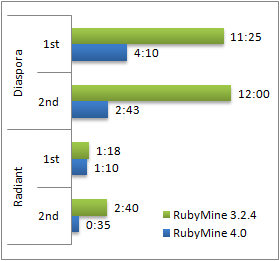 Diaspora
1st
11:25
4:10
2nd
12:00
2:43
Radiant
1st
1:18
1:10
2nd
2:40
0:35
RubyMine 3.2.4
RubyMine 4.0